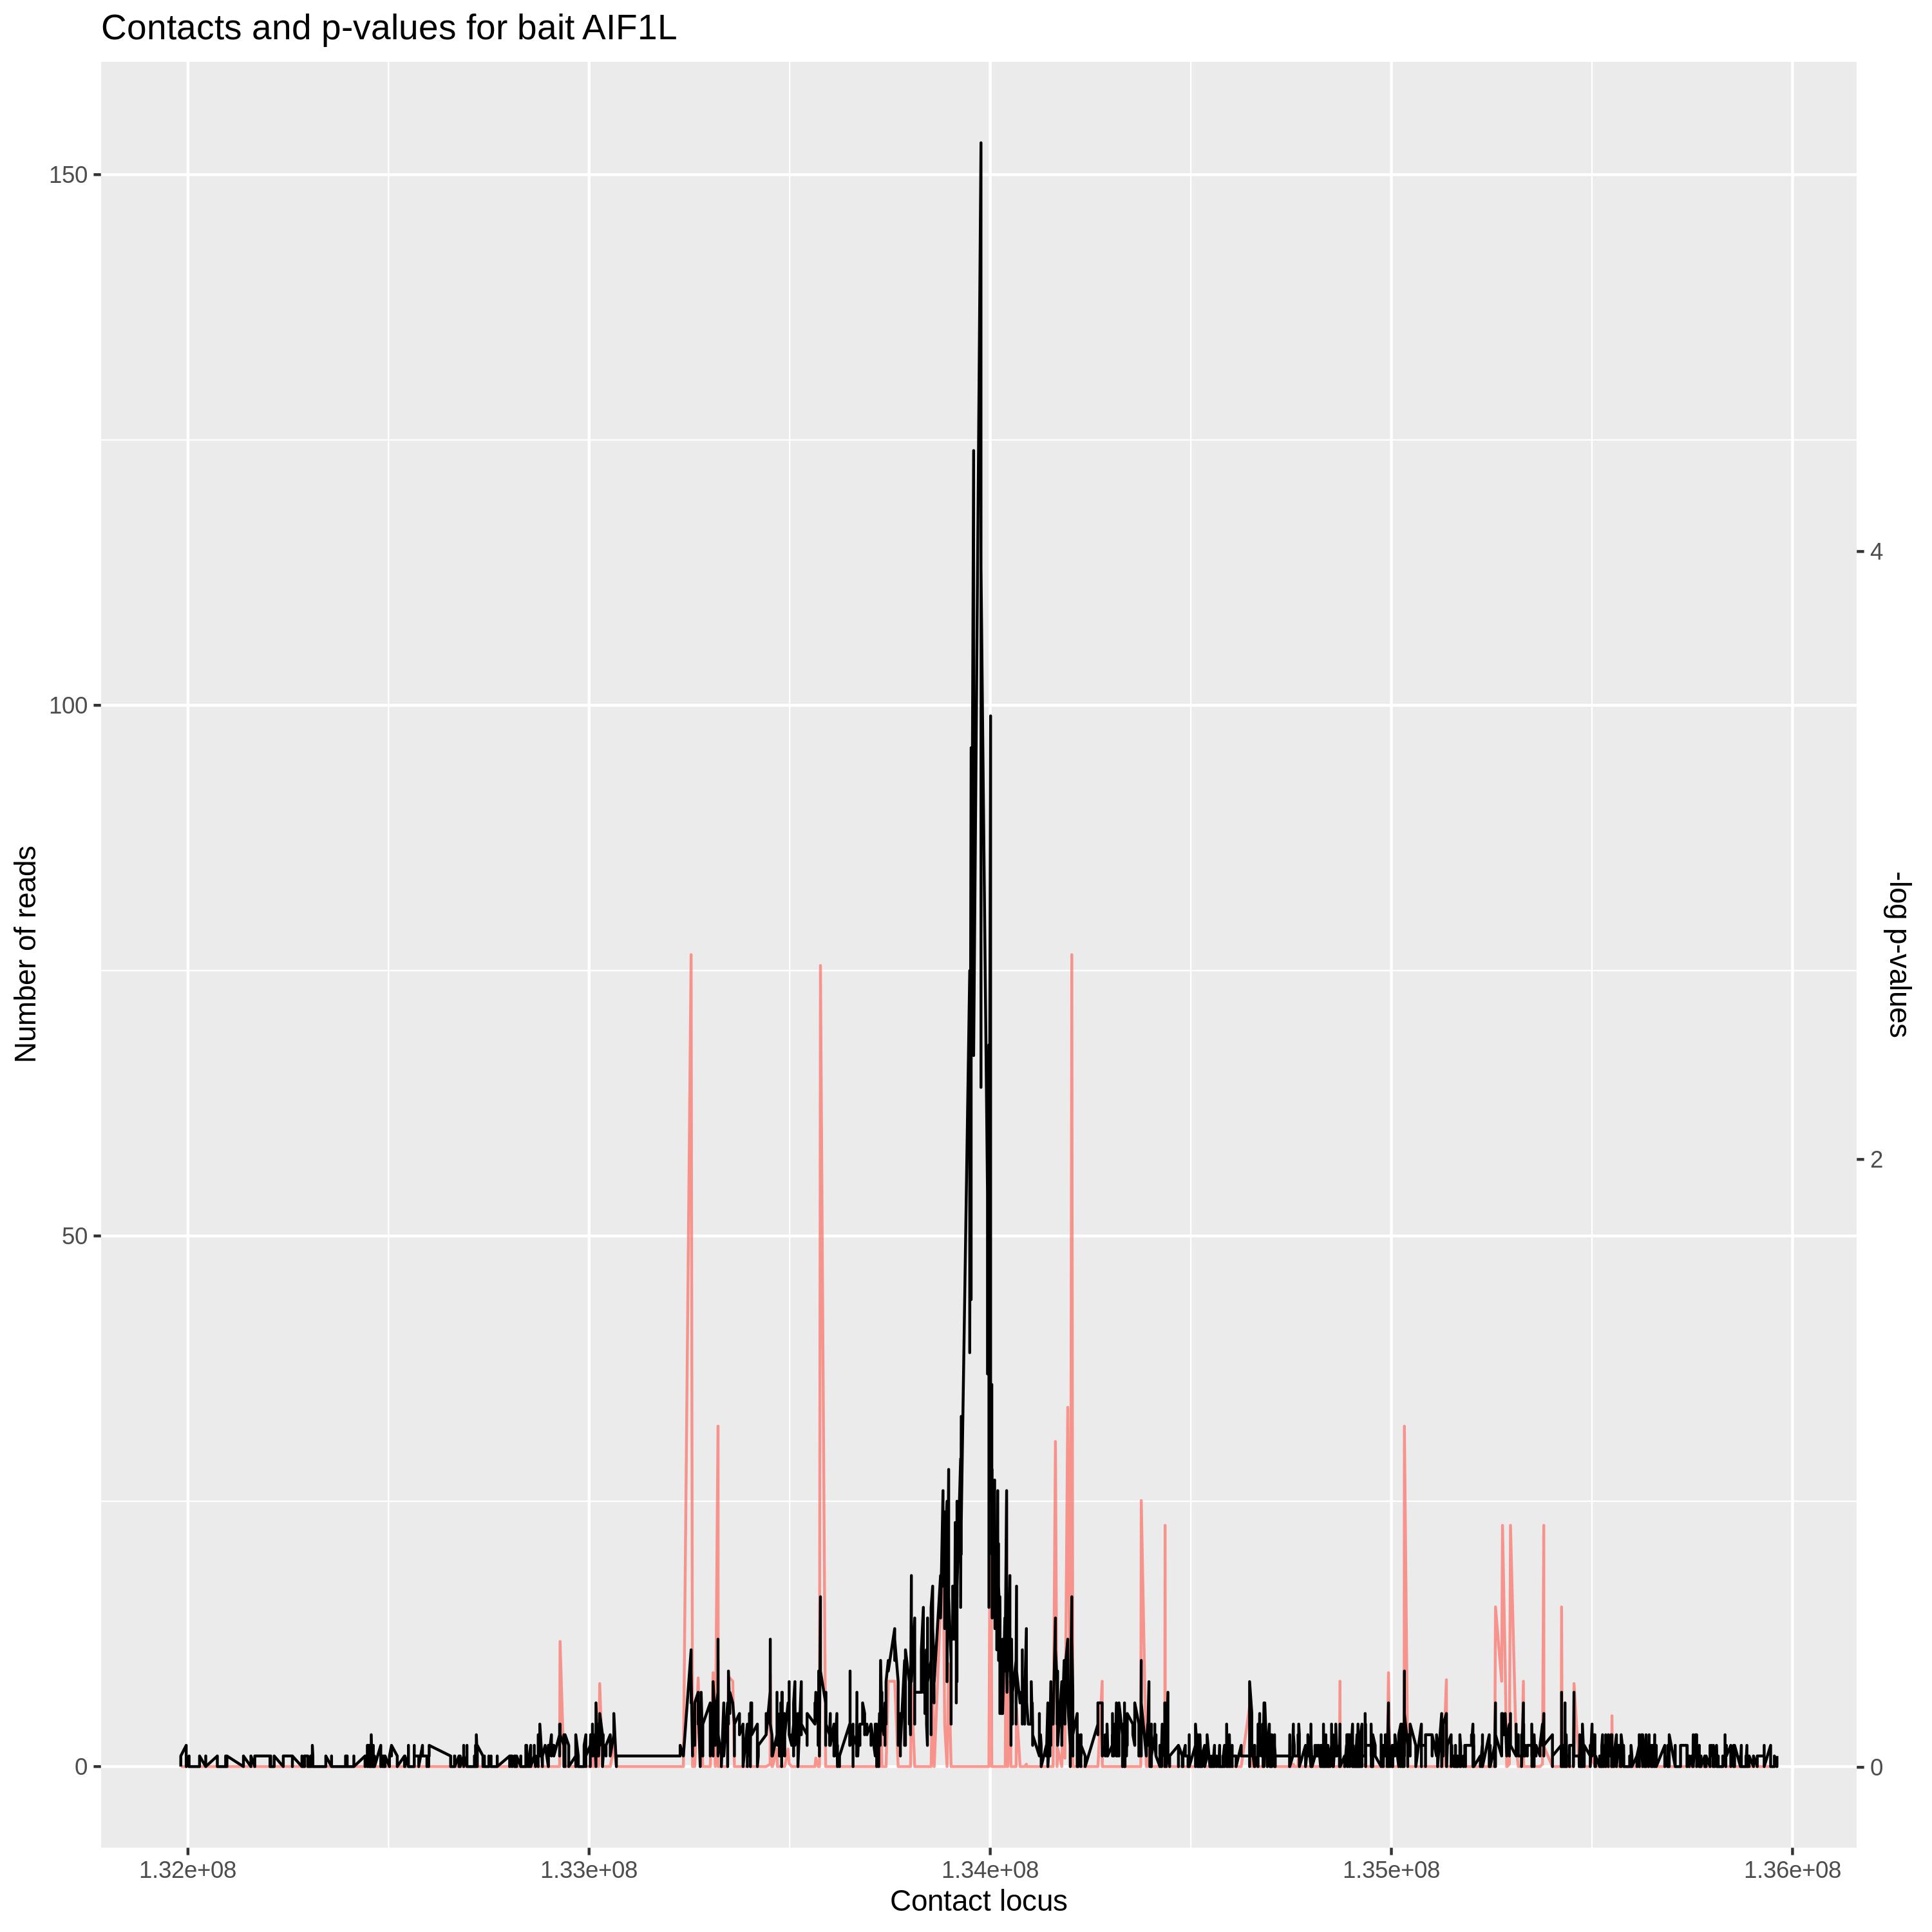 Contacts and p-values for bait AIF1L
150
100
50
0
Number of reads
4
2
0
-log p-values
1.32e+08
1.33e+08
1.34e+08
1.35e+08
1.36e+08
Contact locus